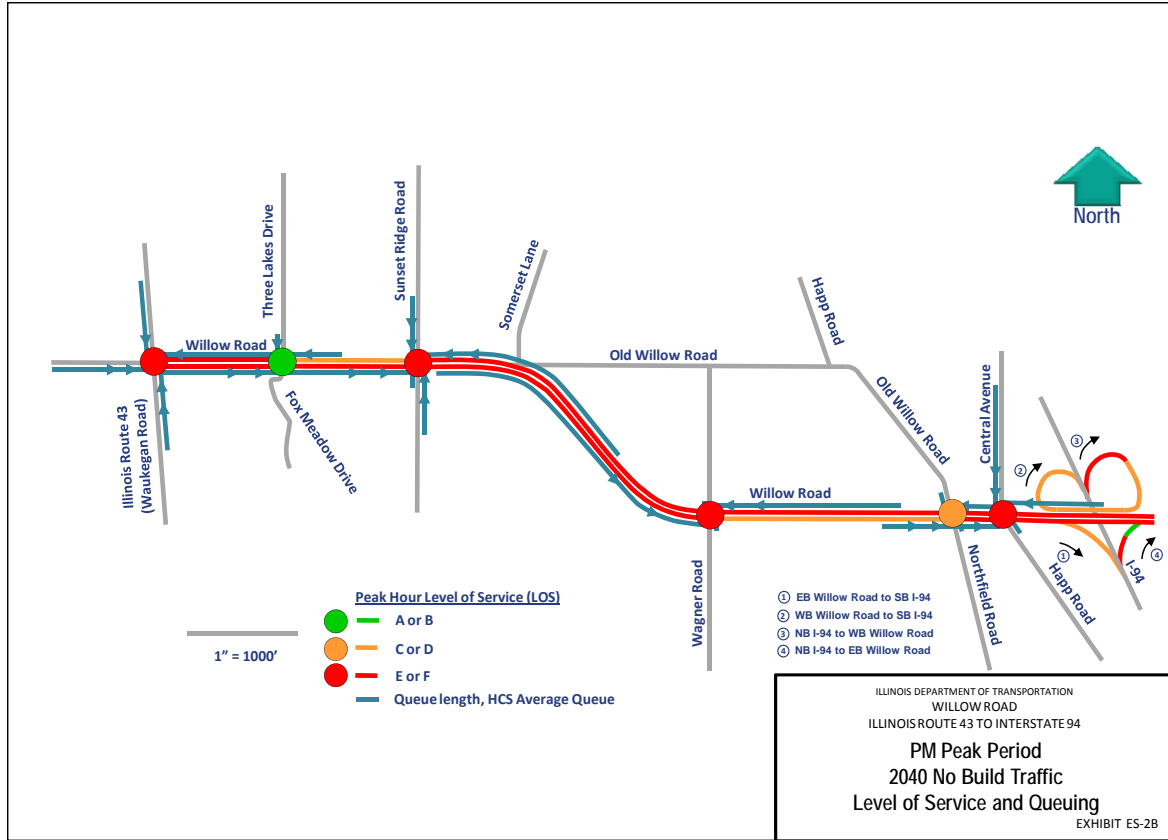 North
Three Lakes Drive
Sunset Ridge Road
Somerset Lane
Happ Road
Willow Road
Old Willow Road
Old Willow Road
Central Avenue
Fox Meadow Drive
Illinois Route 43
(Waukegan Road)
Willow Road
Wagner Road
Northfield Road
Happ Road
I-94
3
2
1
4
Peak Hour Level of Service (LOS)
A or B
C or D
E or F
Queue length, HCS Average Queue
1” = 1000’
1 EB Willow Road to SB I-94
2 WB Willow Road to SB I-94
3 NB I-94 to WB Willow Road
4 NB I-94 to EB Willow Road
ILLINOIS DEPARTMENT OF TRANSPORTATION
WILLOW ROAD
ILLINOIS ROUTE 43 TO INTERSTATE 94
PM Peak Period
2040 No Build Traffic
Level of Service and Queuing
EXHIBIT ES-2B